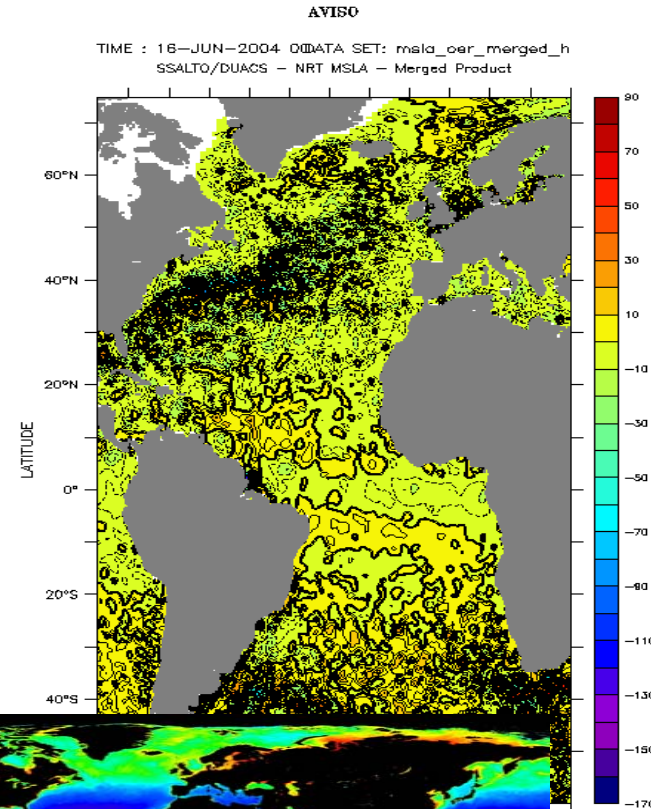 AVISO
TIME : 16-JUN-2004 00DATA SET: msla_oer_merged_h
SSALTO/DUACS - NRT MSLA - Merged Product
90
70
60°N
50
40°N
30
10
20°N
-10
-30
LATITUDE
0°
-50
-70
20°S
-90
-110
-130
40°S
-150
-170